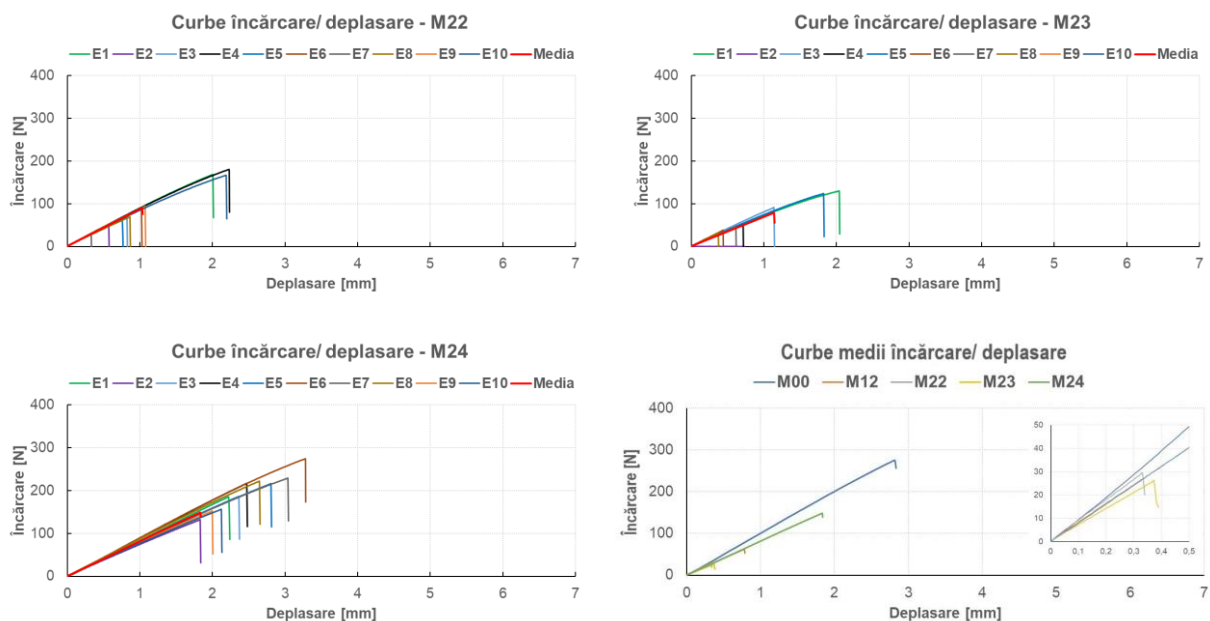 Curbe încărcare/ deplasare - M22
E1 E2 E3 E4 E5 E6 E7 E8 E9 E10 Media
Încărcare [N]
400
300
200
100
0
0 1 2 3 4 5 6 7
Deplasare [mm]
Curbe încărcare/ deplasare - M23
E1 E2 E3 E4 E5 E6 E7 E8 E9 E10 Media
Încărcare [N]
400
300
200
100
0
0 1 2 3 4 5 6 7
Deplasare [mm]
Curbe încărcare/ deplasare - M24
E1 E2 E3 E4 E5 E6 E7 E8 E9 E10 Media
Încărcare [N]
400
300
200
100
0
0 1 2 3 4 5 6 7
Deplasare [mm]
Curbe medii încărcare/ deplasare
M00 M12 M22 M23 M24
Încărcare [N]
400
300
200
100
0
0 1 2 3 4 5 6 7
Deplasare [mm]
50
40
30
20
10
0
0 0,1 0,2 0,3 0,4 0,5